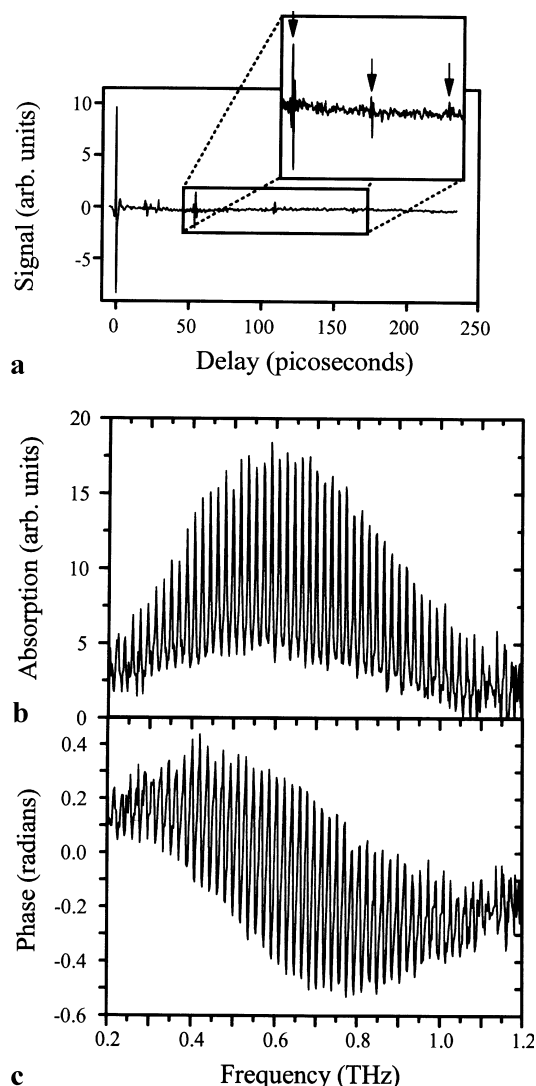 Signal (arb. units)
10
5
0
-5
0 50 100 150 200 250
Delay (picoseconds)
a
Absorption (arb. units)
20
15
10
5
0
b
Phase (radians)
0.4
0.2
0.0
-0.2
-0.4
-0.6
0.2 0.4 0.6 0.8 1.0 1.2
Frequency (THz)
c